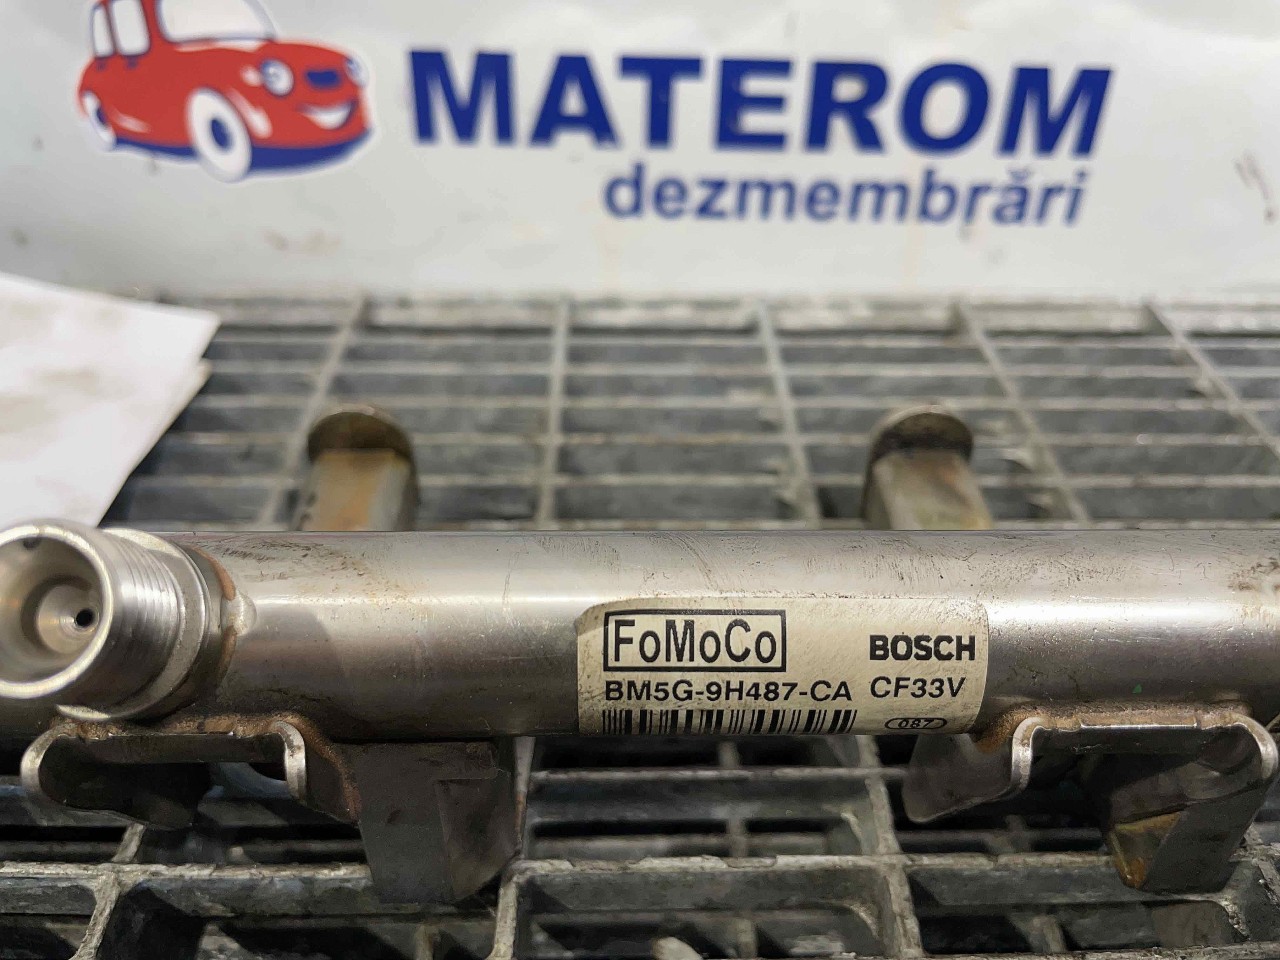 MATEROM
dezmembrări
FoMoCo
BOSCH
BM5G-9H487-CA CF33V
087